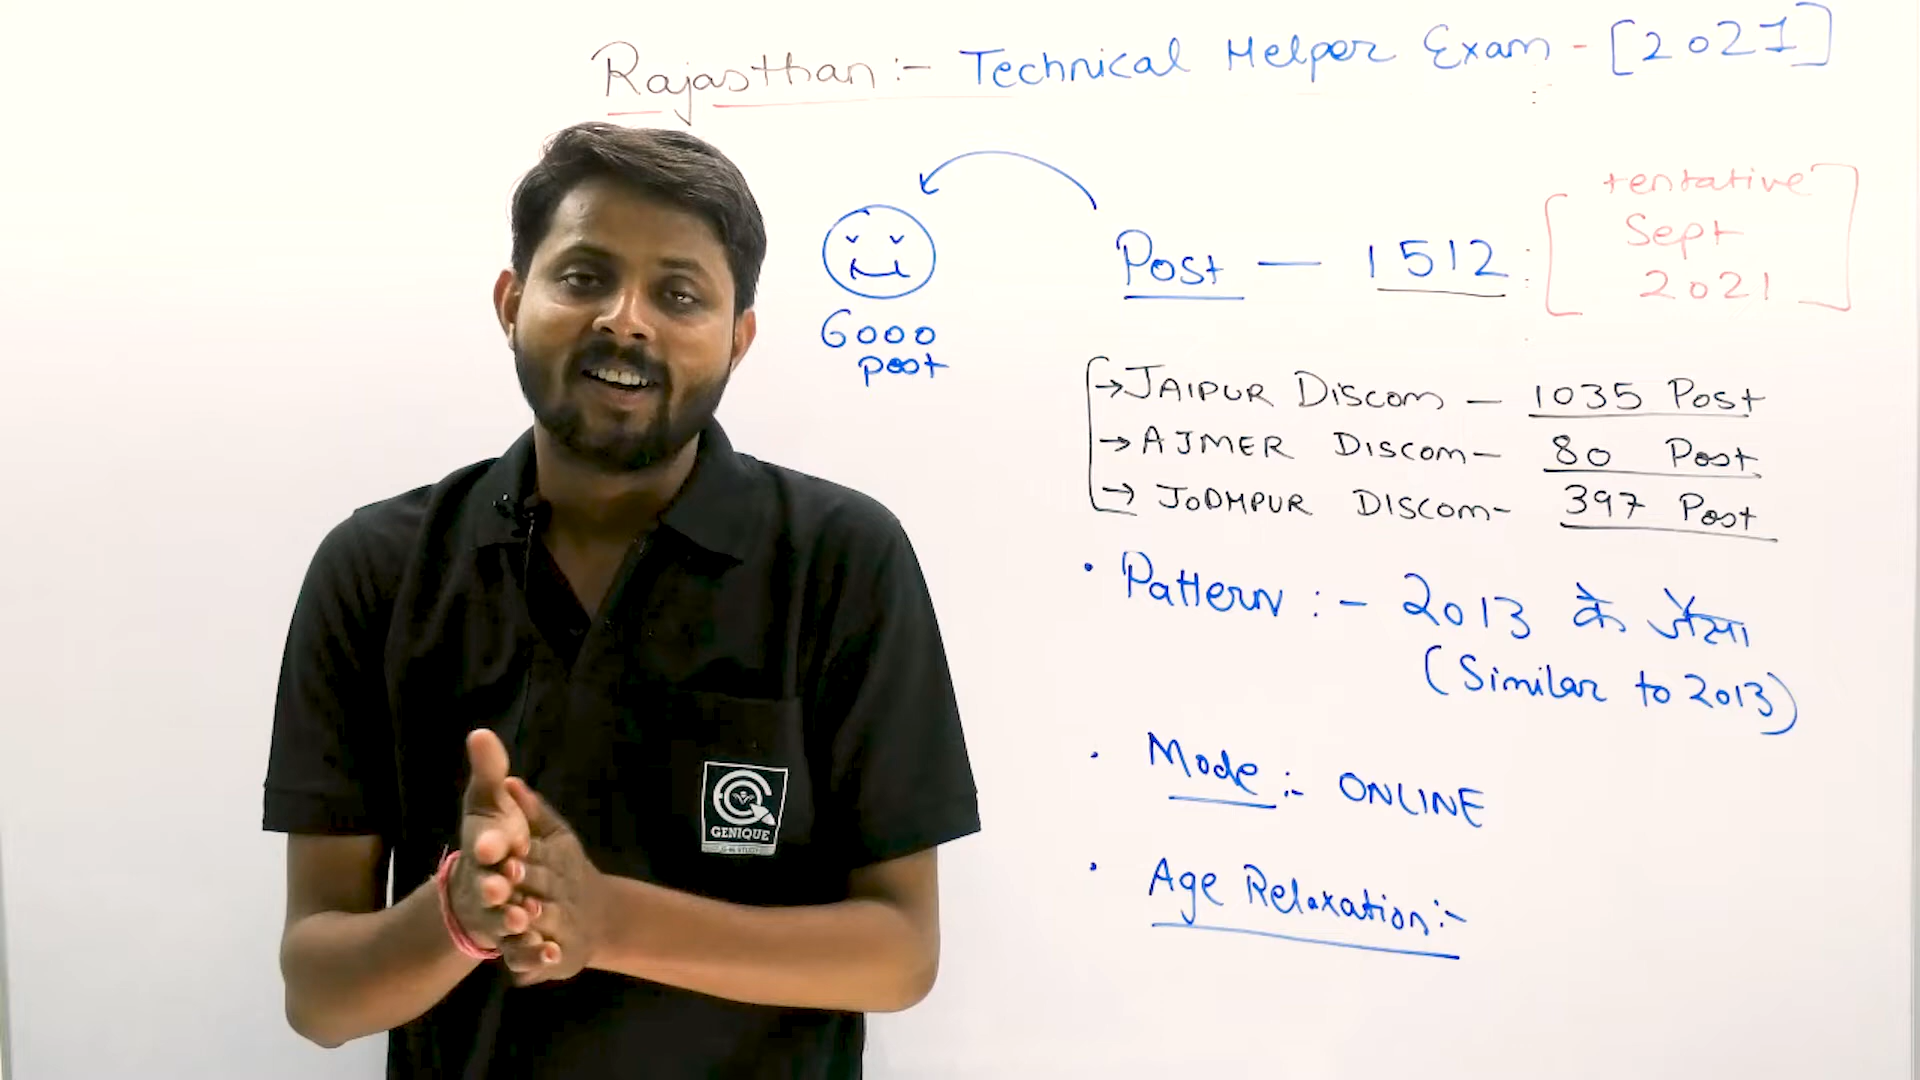 Rajasthan :- Technical Helper Exam - [2021]
tentative
Sept
2021
Post — 1512
6000
post
→ JAIPUR Discom — 1035 Post
→ AJMER Discom - 80 Post
→ JODHPUR DISCOM - 397 Post
• Pattern :- 2013 के जैसा
(Similar to 2013)
• Mode :- ONLINE
• Age Relaxation :-
GENIQUE